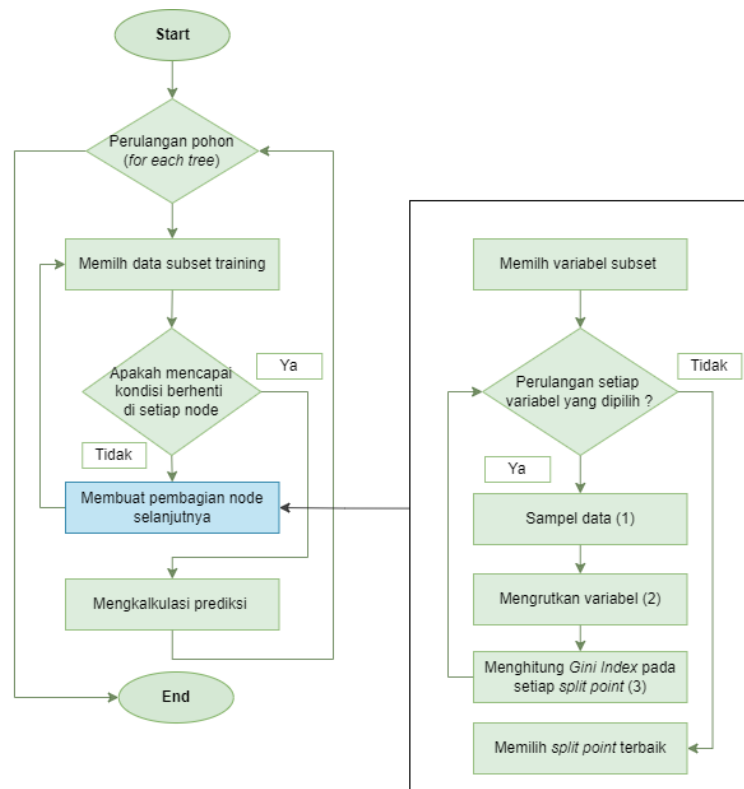 Start
Perulangan pohon
(for each tree)
Memilh data subset training
Apakah mencapai
kondisi berhenti
di setiap node
Ya
Tidak
Membuat pembagian node
selanjutnya
Mengkalkulasi prediksi
End
Memilh variabel subset
Perulangan setiap
variabel yang dipilih ?
Tidak
Ya
Sampel data (1)
Mengrutkan variabel (2)
Menghitung Gini Index pada
setiap split point (3)
Memilih split point terbaik